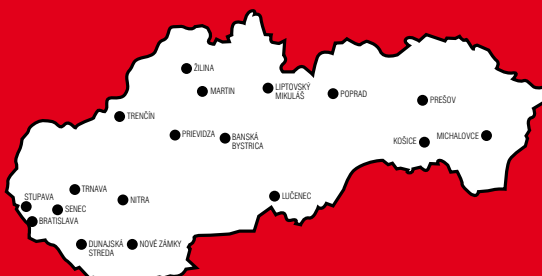 ŽILINA
MARTIN
LIPTOVSKÝ
MIKULÁŠ
POPRAD
PREŠOV
TRENČÍN
PRIEVIDZA
BANSKÁ
BYSTRICA
KOŠICE
MICHALOVCE
TRNAVA
STUPAVA
SENEC
NITRA
LUČENEC
BRATISLAVA
DUNAJSKÁ
STREDA
NOVÉ ZÁMKY